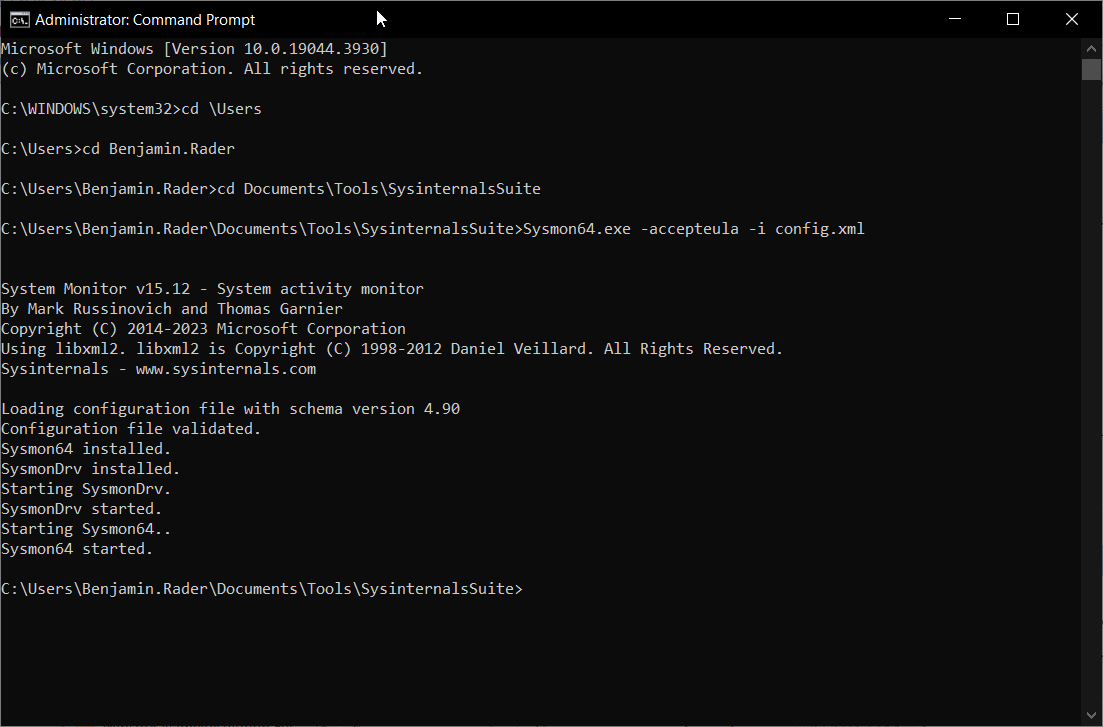 Administrator: Command Prompt
Microsoft Windows [Version 10.0.19044.3930]
(c) Microsoft Corporation. All rights reserved.
C:\WINDOWS\system32>cd \Users
C:\Users>cd Benjamin.Rader
C:\Users\Benjamin.Rader>cd Documents\Tools\SysinternalsSuite
C:\Users\Benjamin.Rader\Documents\Tools\SysinternalsSuite>Sysmon64.exe -accepteula -i config.xml
System Monitor v15.12 - System activity monitor
By Mark Russinovich and Thomas Garnier
Copyright (C) 2014-2023 Microsoft Corporation
Using libxml2. libxml2 is Copyright (C) 1998-2012 Daniel Veillard. All Rights Reserved.
Sysinternals - www.sysinternals.com
Loading configuration file with schema version 4.90
Configuration file validated.
Sysmon64 installed.
SysmonDrv installed.
Starting SysmonDrv.
SysmonDrv started.
Starting Sysmon64..
Sysmon64 started.
C:\Users\Benjamin.Rader\Documents\Tools\SysinternalsSuite>